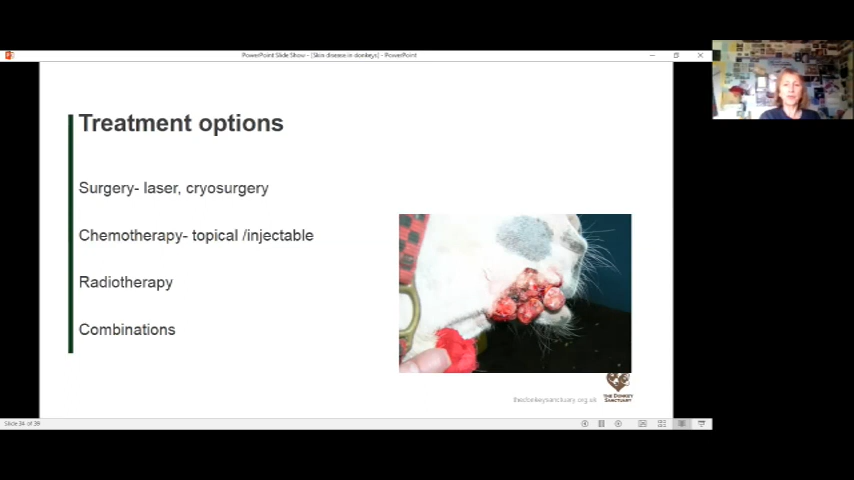 PowerPoint Slide Show - [Skin disease in donkeys] - PowerPoint
Treatment options
Surgery- laser, cryosurgery
Chemotherapy- topical /injectable
Radiotherapy
Combinations
thedonkeysanctuary.org.uk
THE DONKEY
SANCTUARY
Slide 34 of 39